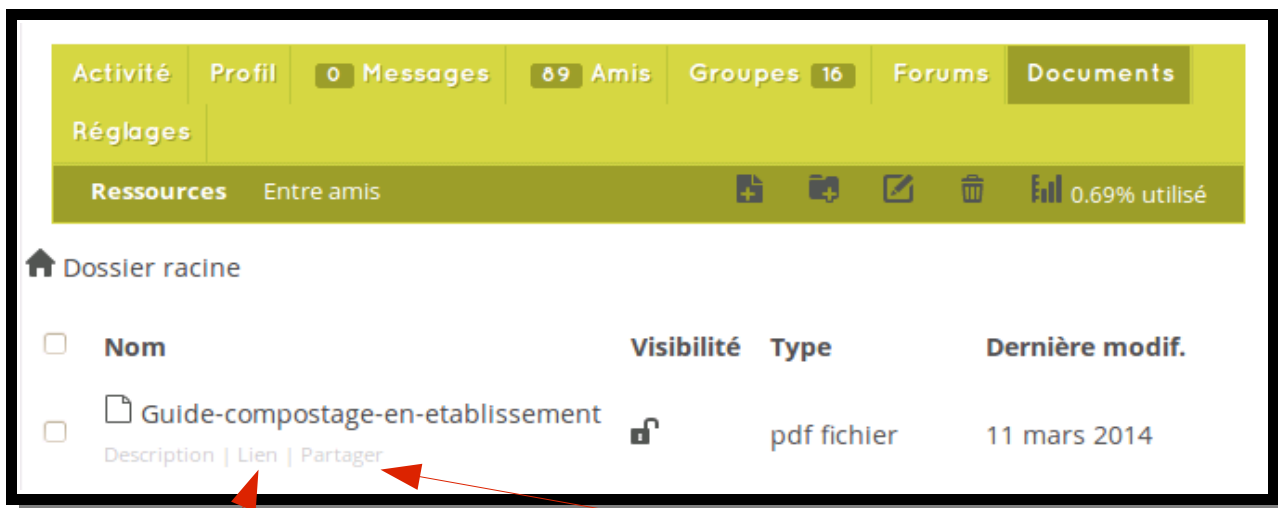 Activité Profil 0 Messages 89 Amis Groupes 16 Forums Documents
Réglages
Ressources Entre amis 0.69% utilisé
Dossier racine
Nom Visibilité Type Dernière modif.
Guide-compostage-en-etablissement
pdf fichier 11 mars 2014
Description | Lien | Partager